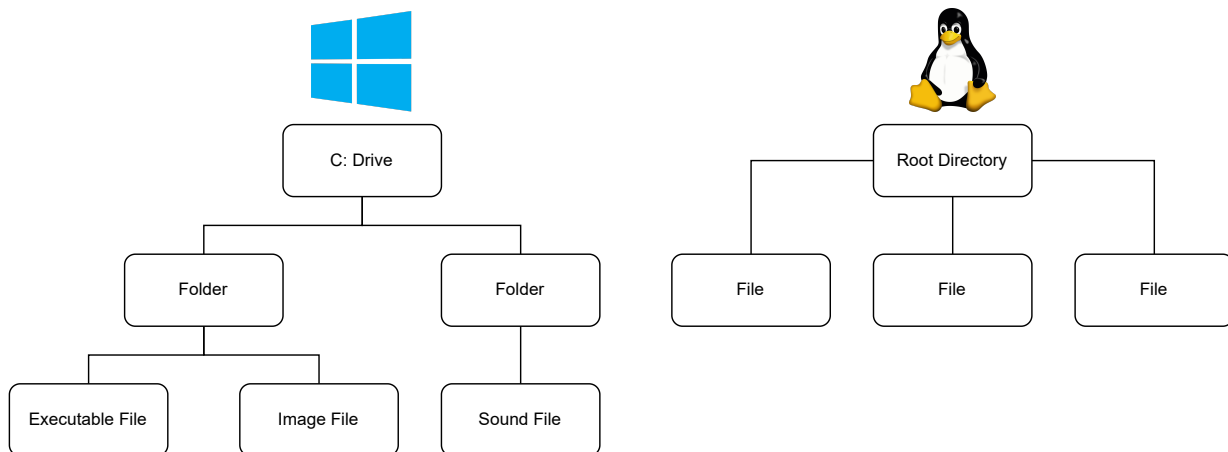 C: Drive
Root Directory
Folder
Folder
File
File
File
Executable File
Image File
Sound File